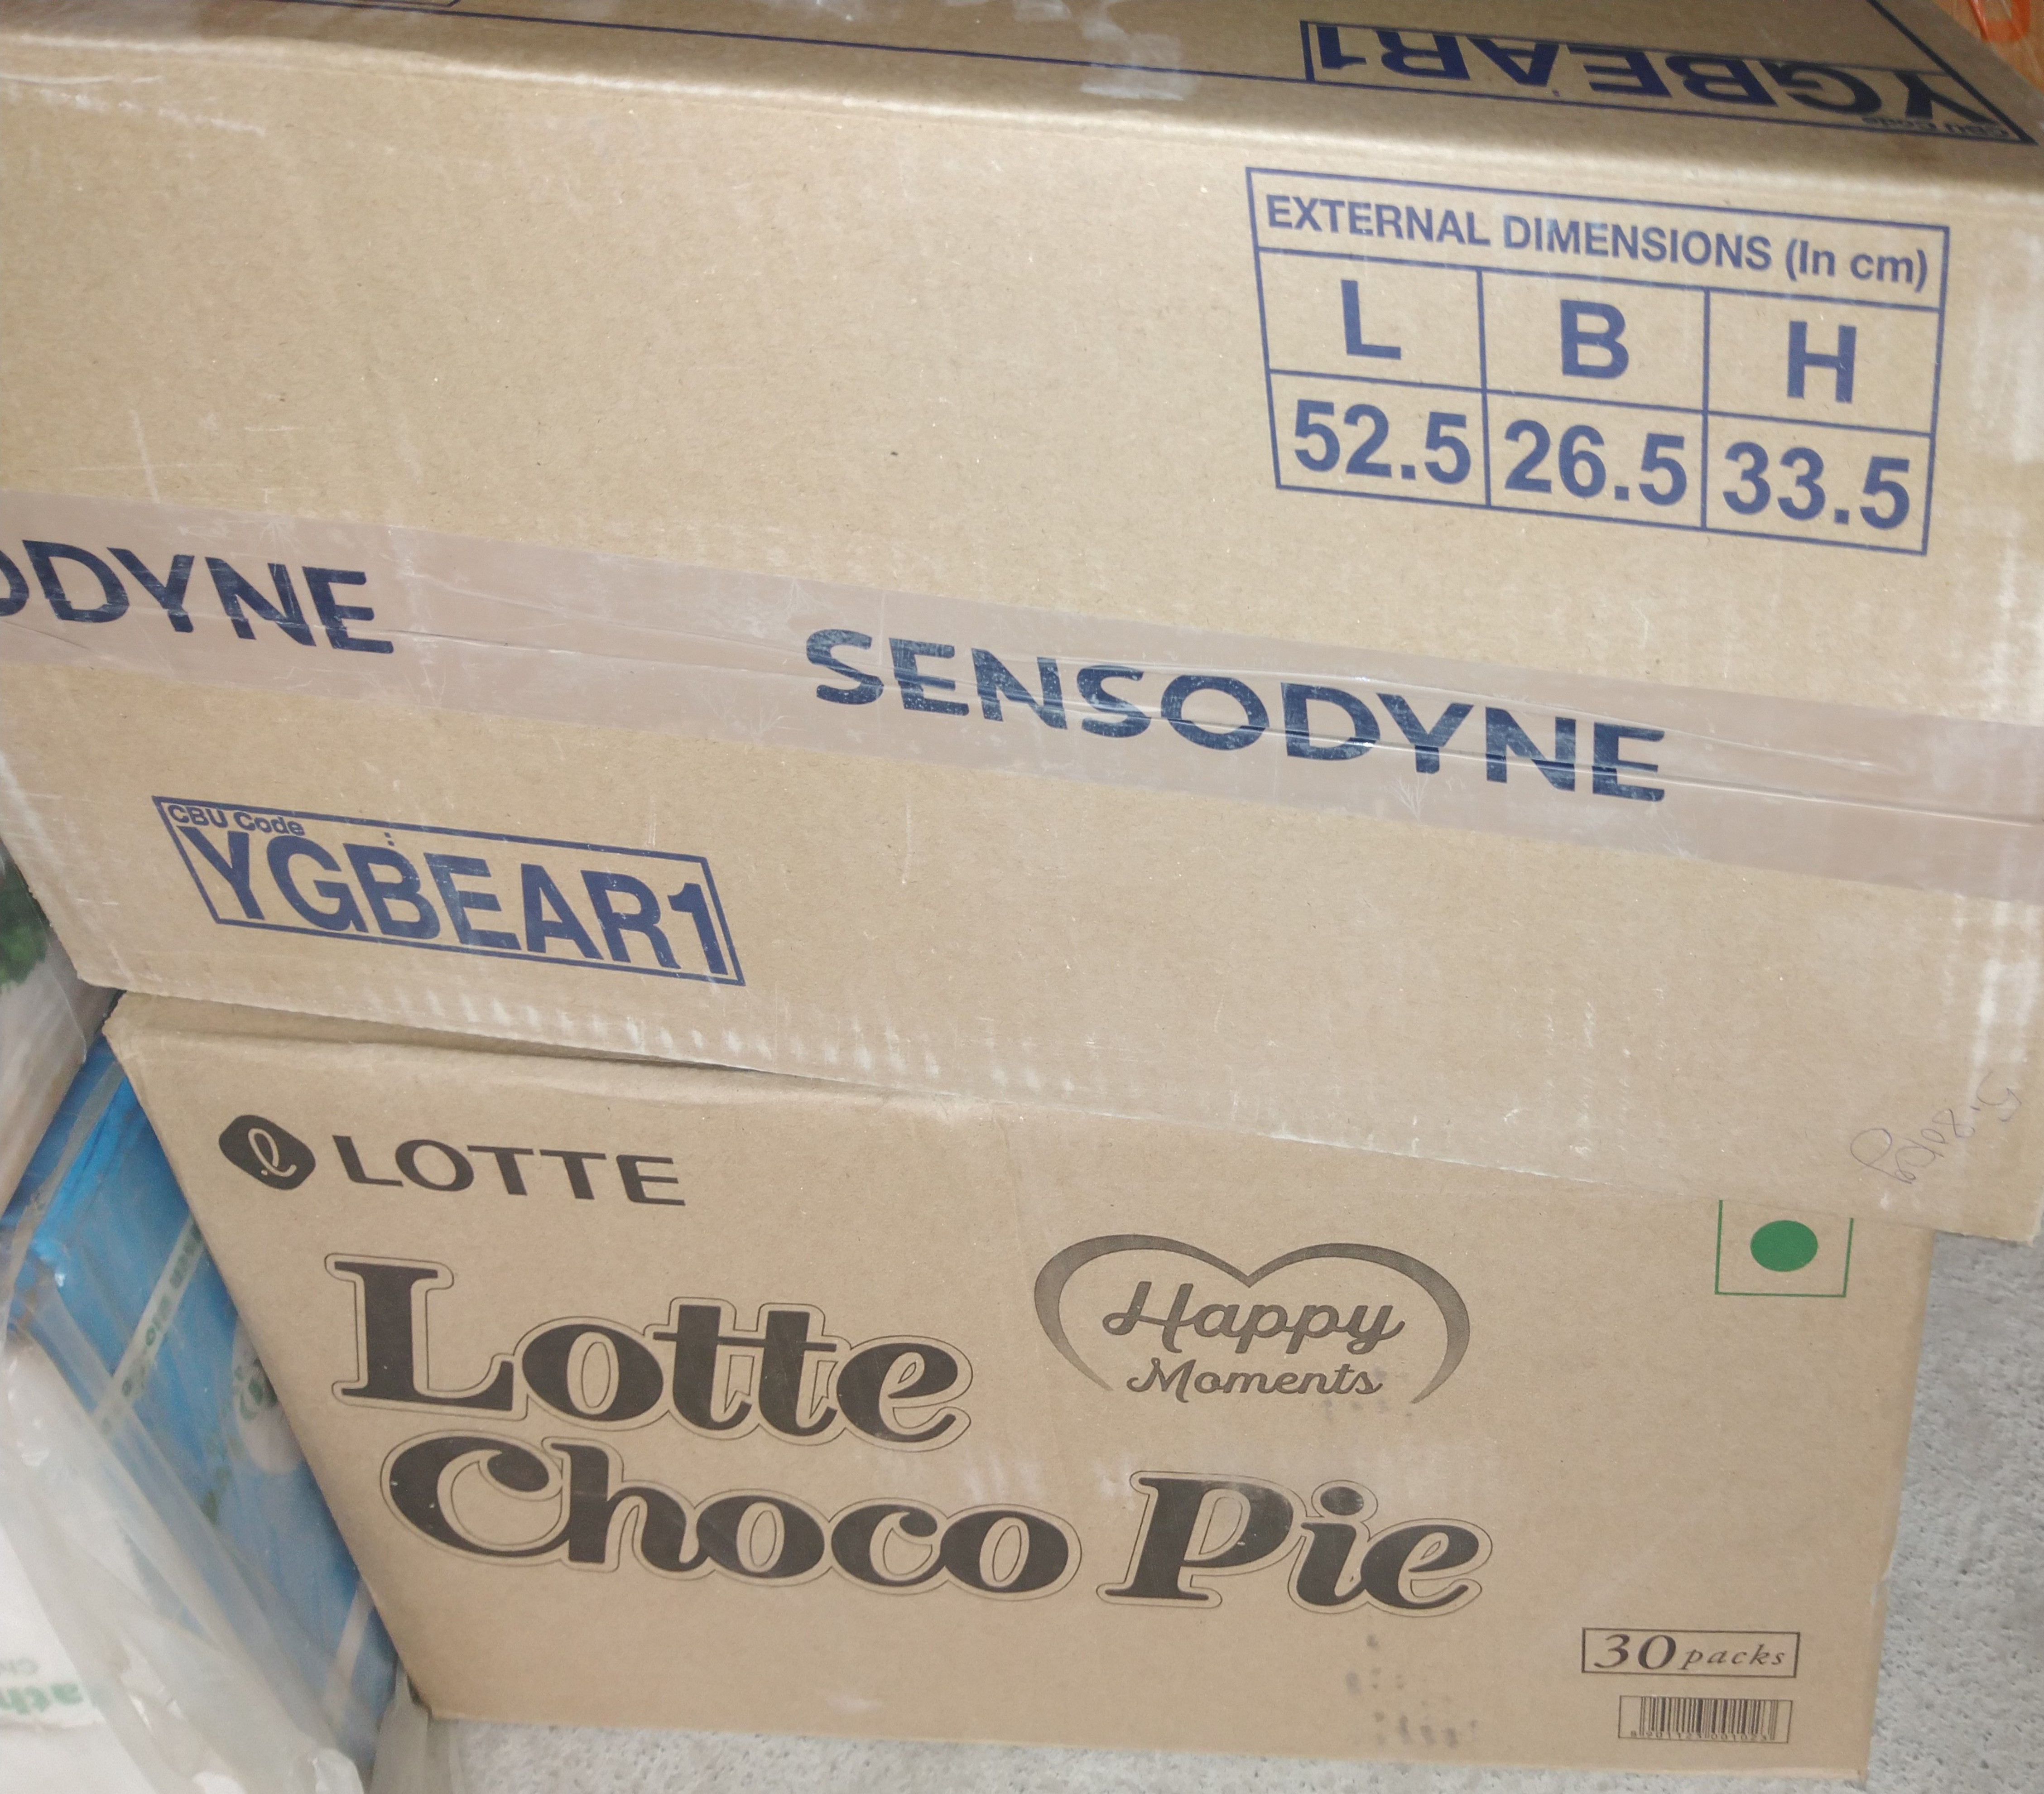 YGBEAR1
EXTERNAL DIMENSIONS (In cm)
L B H
52.5 26.5 33.5
ODYNE SENSODYNE
CBU Code
YGBEAR1
LOTTE
Happy
Moments
Lotte
Choco Pie
30 packs